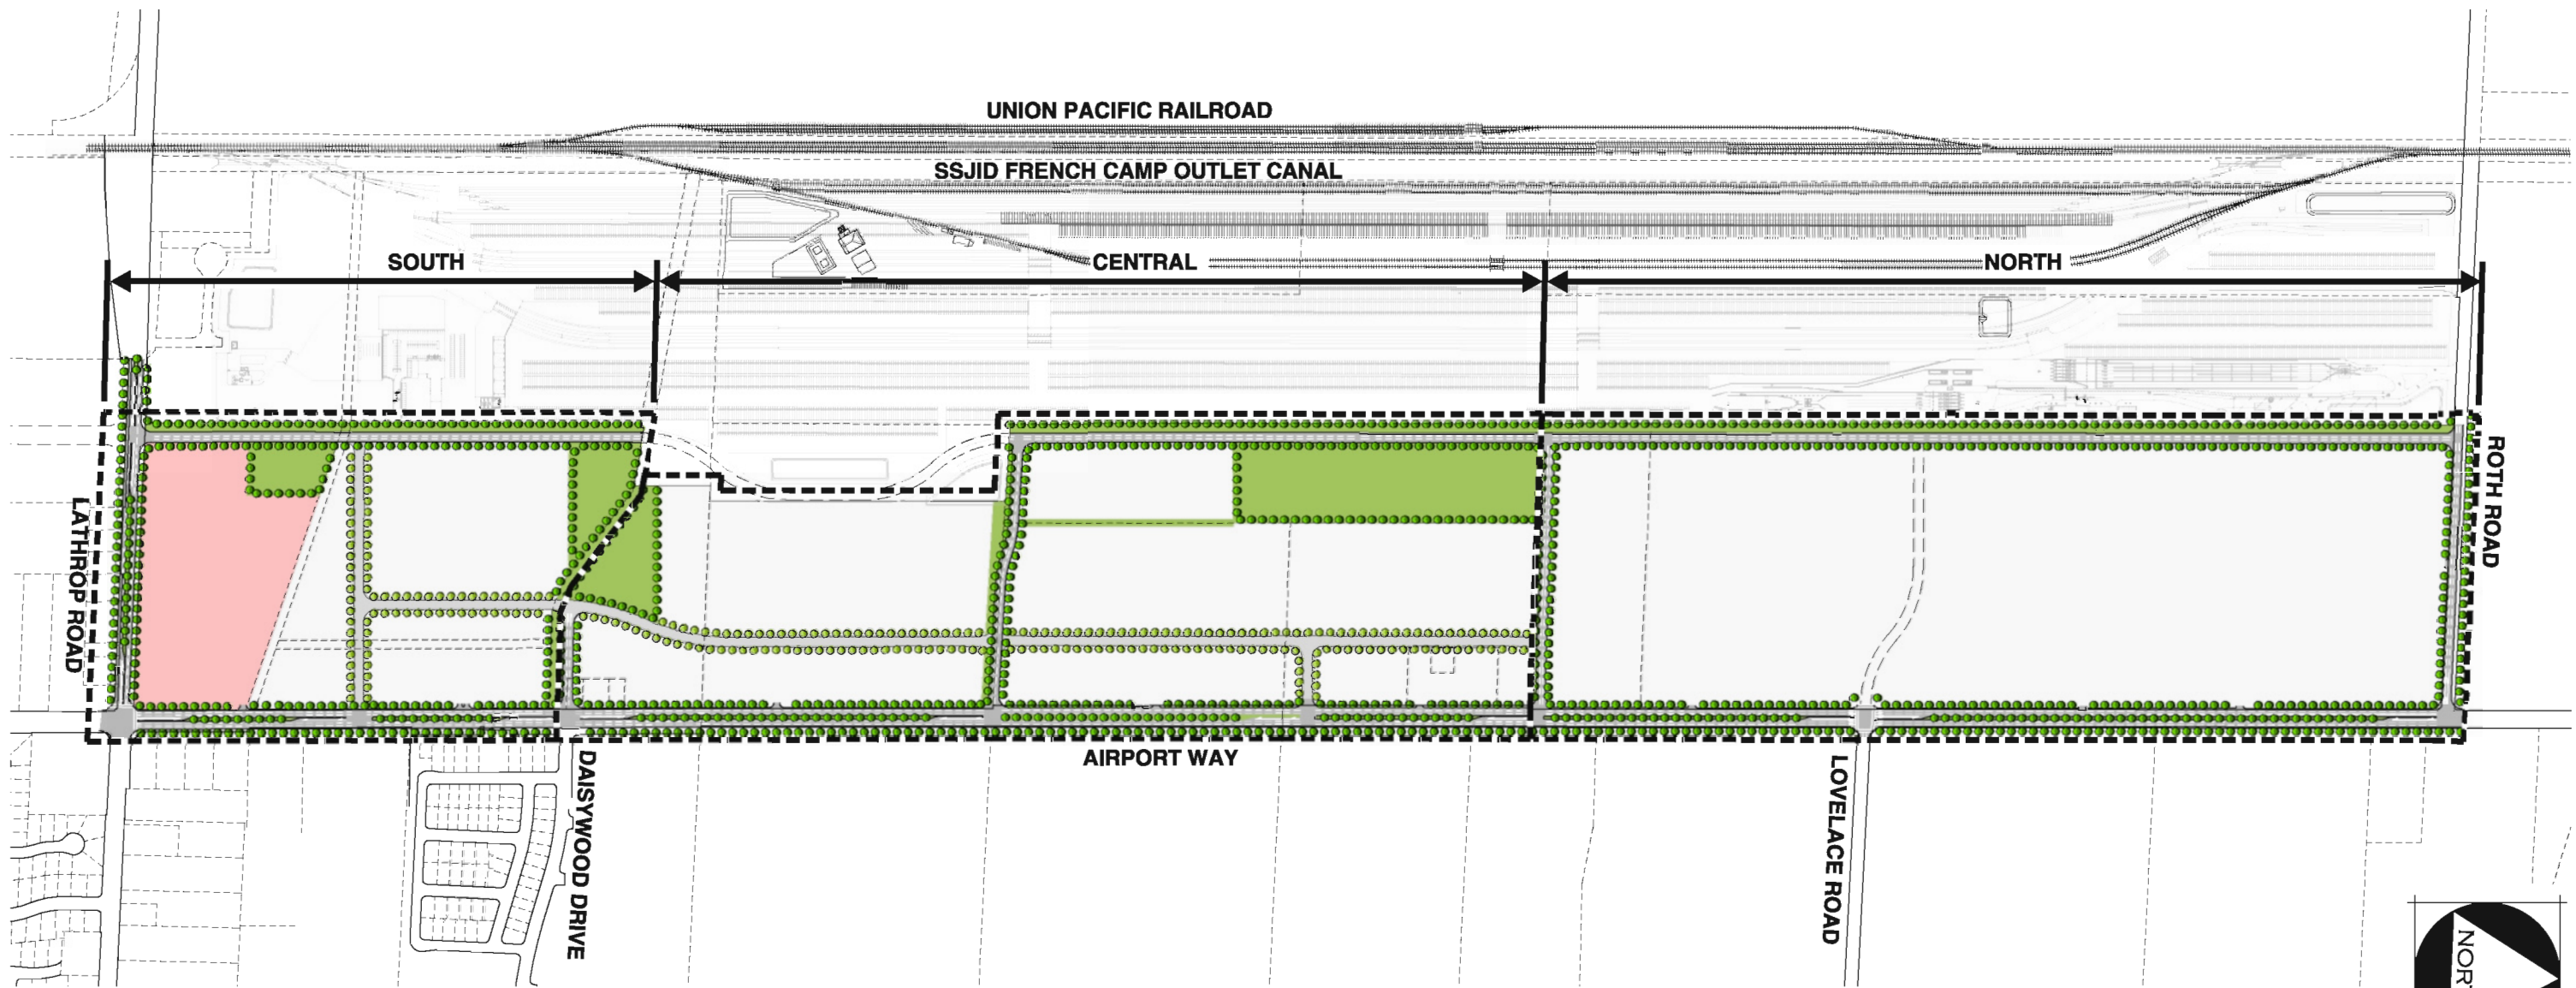 UNION PACIFIC RAILROAD
SSJID FRENCH CAMP OUTLET CANAL
SOUTH
CENTRAL
NORTH
LATHROP ROAD
ROTH ROAD
AIRPORT WAY
DAISYWOOD DRIVE
LOVELACE ROAD